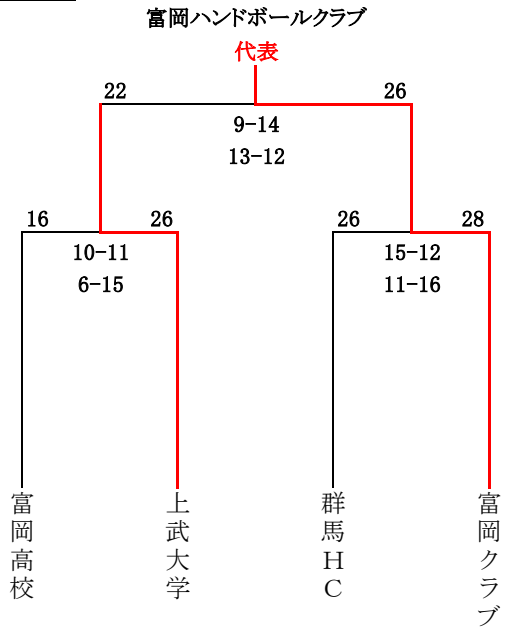 富岡ハンドボールクラブ
代表
22
26
9-14
13-12
16
26
26
28
10-11
15-12
6-15
11-16
富岡高校
上武大学
群馬HC
富岡クラブ